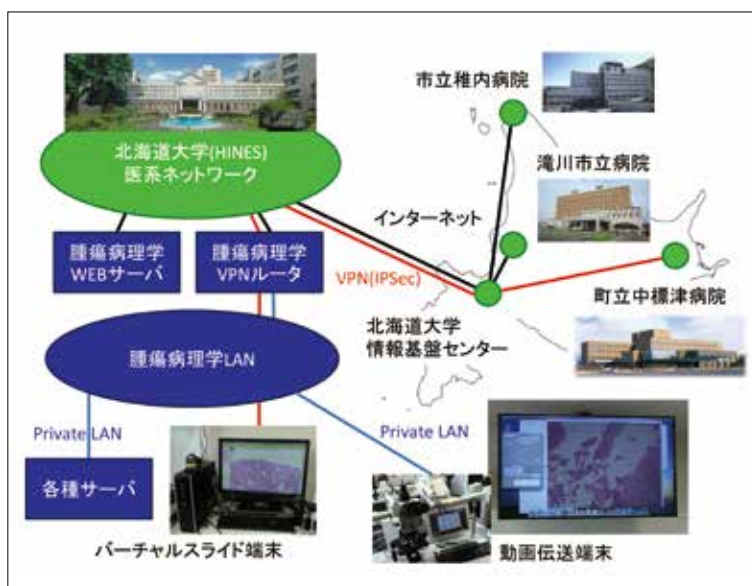 北海道大学(HINES)
医系ネットワーク
市立稚内病院
滝川市立病院
インターネット
腫瘍病理学
WEBサーバ
腫瘍病理学
VPNルータ
VPN(IPSec)
町立中標津病院
北海道大学
情報基盤センター
腫瘍病理学LAN
Private LAN
Private LAN
各種サーバ
バーチャルスライド端末
動画伝送端末